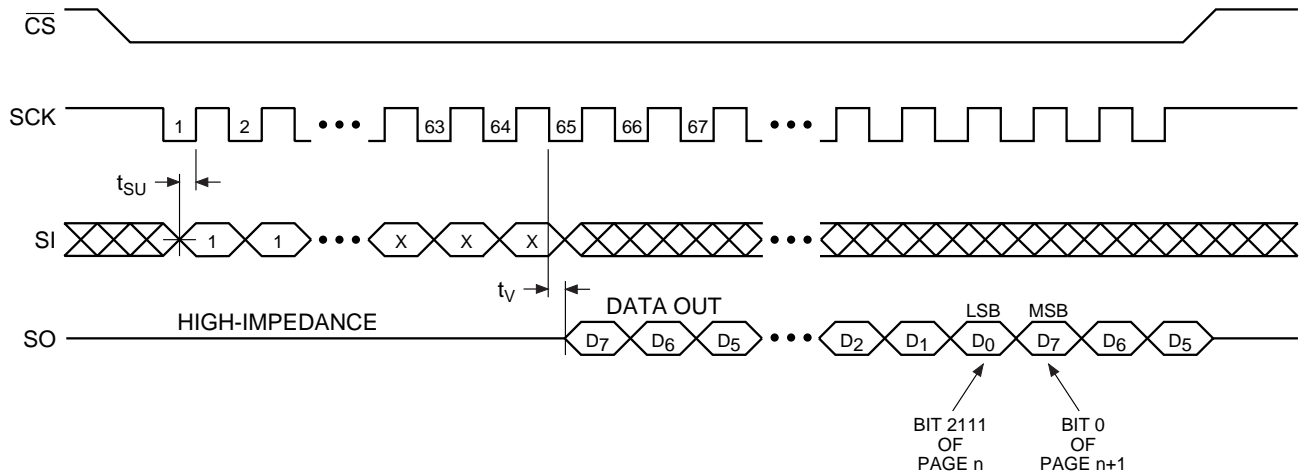 CS
SCK
1 2 ••• 63 64 65 66 67 •••
tSU
SI
1 1 ••• X X X •••
tV
DATA OUT
HIGH-IMPEDANCE
LSB MSB
SO
D7 D6 D5 ••• D2 D1 D0 D7 D6 D5
BIT 2111
OF
PAGE n
BIT 0
OF
PAGE n+1